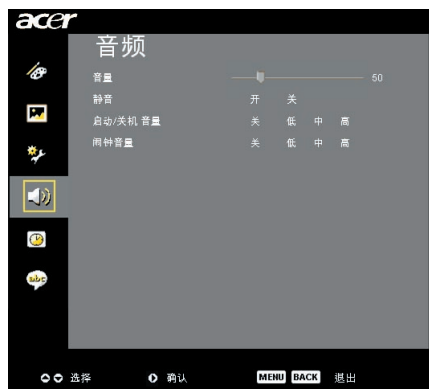 acer
音频
音量 50
静音 开 关
启动/关机 音量 关 低 中 高
闹钟音量 关 低 中 高
abc
选择 确认 MENU BACK 退出